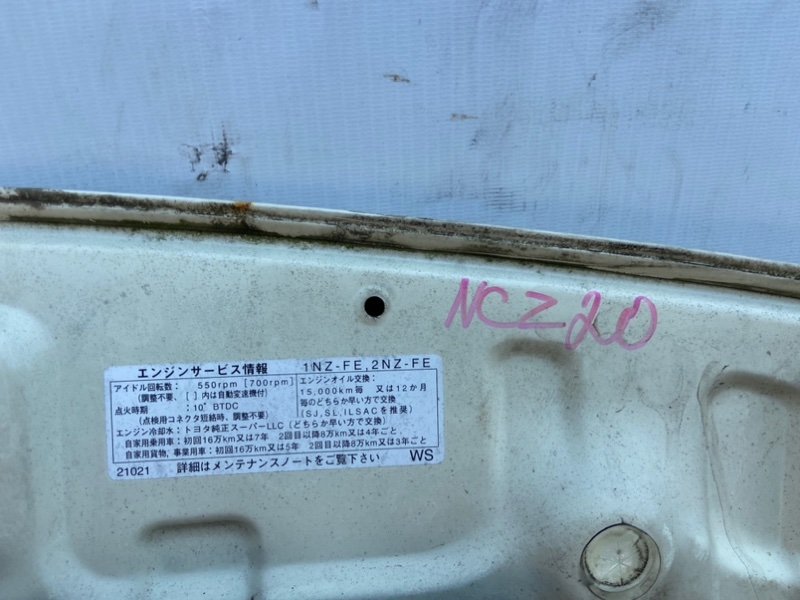 NCZ20
エンジンサービス情報 1NZ-FE, 2NZ-FE
アイドル回転数： 550rpm [700rpm]
(調整不要、[ ]内は自動変速機付)
点火時期： 10°BTDC
(点検用コネクタ短絡時、調整不要)
エンジンオイル交換：
15,000km毎 又は12か月
毎のどちらか早い方で交換
(SJ,SL,ILSACを推奨)
エンジン冷却水：トヨタ純正スーパーLLC (どちらか早い方で交換)
自家用乗用車：初回16万km又は7年 2回目以降8万km又は4年ごと
自家用貨物、事業用車：初回16万km又は5年 2回目以降8万km又は3年ごと
21021 詳細はメンテナンスノートをご覧下さい WS